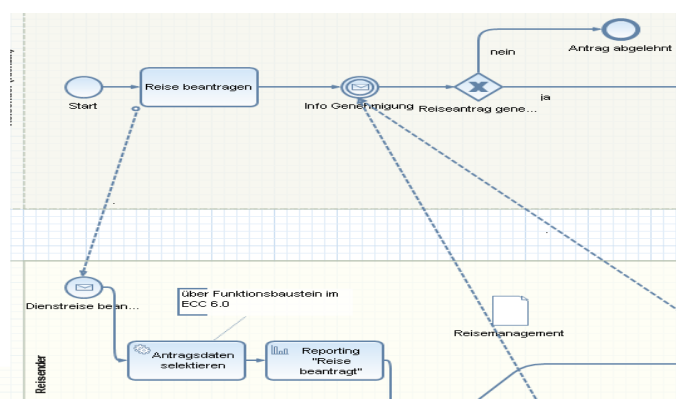 nein
Antrag abgelehnt
Reise beantragen
ja
Start
Info Genehmigung
Reiseantrag gene...
über Funktionsbaustein im
ECC 6.0
Dienstreise bean...
Reisemanagement
Antragsdaten
selektieren
Reporting
"Reise
beantragt"
Reisender